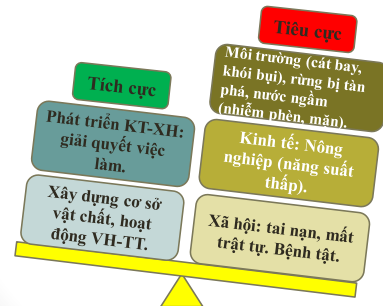 Tiêu cực
Môi trường (cát bay,
khói bụi), rừng bị tàn
phá, nước ngầm
(nhiễm phèn, mặn).
Kinh tế: Nông
nghiệp (năng suất
thấp).
Xã hội: tai nạn, mất
trật tự. Bệnh tật.
Tích cực
Phát triển KT-XH:
giải quyết việc
làm.
Xây dựng cơ sở
vật chất, hoạt
động VH-TT.